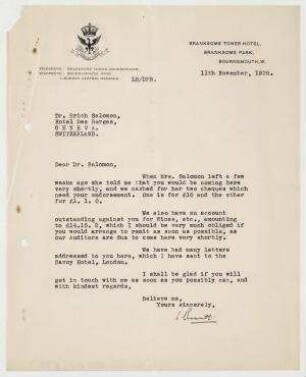 BRANKSOME TOWER HOTEL,
BRANKSOME PARK,
BOURNEMOUTH, W.
11th November, 1928.
Dr. Erich Salomon,
Hotel Des Bergues,
GENEVA,
SWITZERLAND.
Dear Dr. Salomon,
When Mrs. Salomon left a few
weeks ago she told me that you would be coming here
very shortly, and we cashed for her two cheques which
need your endorsement. One is for £10 and the other
for £1. 1. 0.
We also have an account
outstanding against you for Wines, etc., amounting
to £14.15. which I should be very much obliged if
you would arrange to remit as soon as possible, as
our Auditors are due to come here very shortly.
We have had many letters
addressed to you here, which I have sent to the
Savoy Hotel, London.
I shall be glad if you will
get in touch with me as soon as you possibly can, and
with kindest regards,
Believe me,
Yours sincerely,